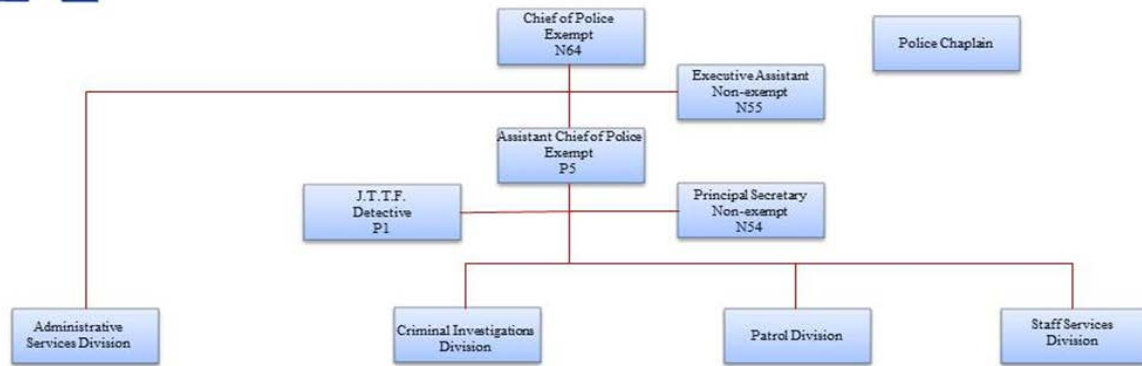 Chief of Police
Exempt
N64
Police Chaplain
Executive Assistant
Non-exempt
N55
Assistant Chief of Police
Exempt
P5
J.T.T.F.
Detective
P1
Principal Secretary
Non-exempt
N54
Administrative
Services Division
Criminal Investigations
Division
Patrol Division
Staff Services
Division